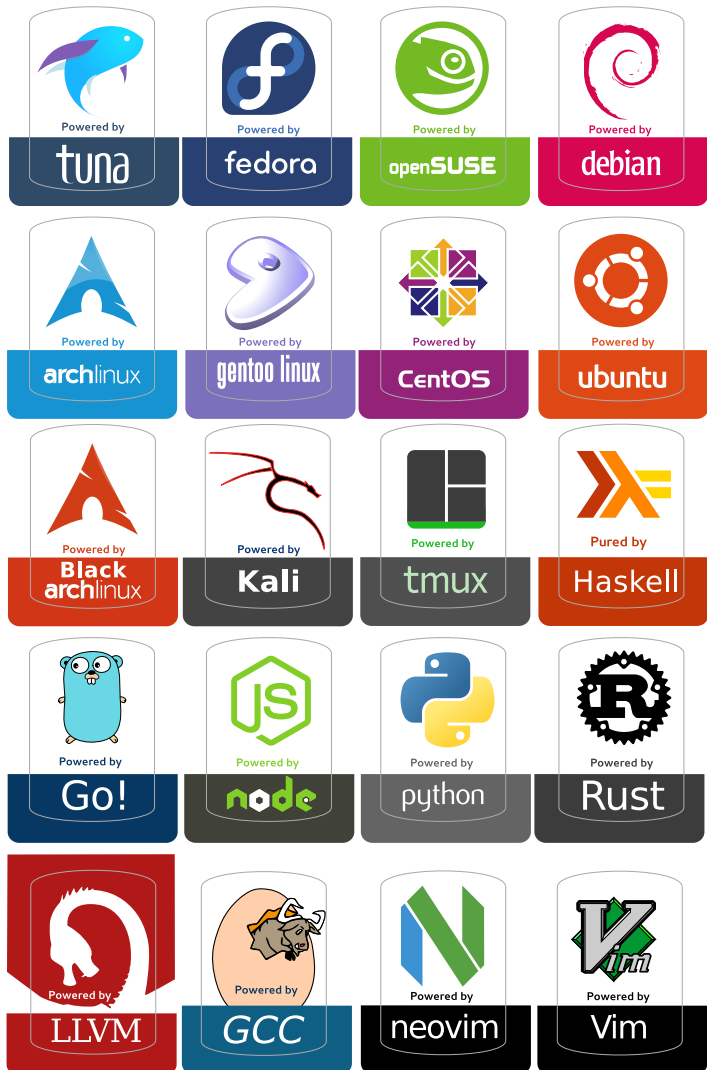 Powered by
tuna
Powered by
fedora
Powered by
openSUSE
Powered by
debian
Powered by
archlinux
Powered by
gentoo linux
Powered by
CentOS
Powered by
ubuntu
Powered by
Black
archlinux
Powered by
Kali
Powered by
tmux
Pured by
Haskell
Powered by
Go!
JS
Powered by
node
Powered by
python
R
Powered by
Rust
Powered by
LLVM
Powered by
GCC
N
Powered by
neovim
Vim
Powered by
Vim